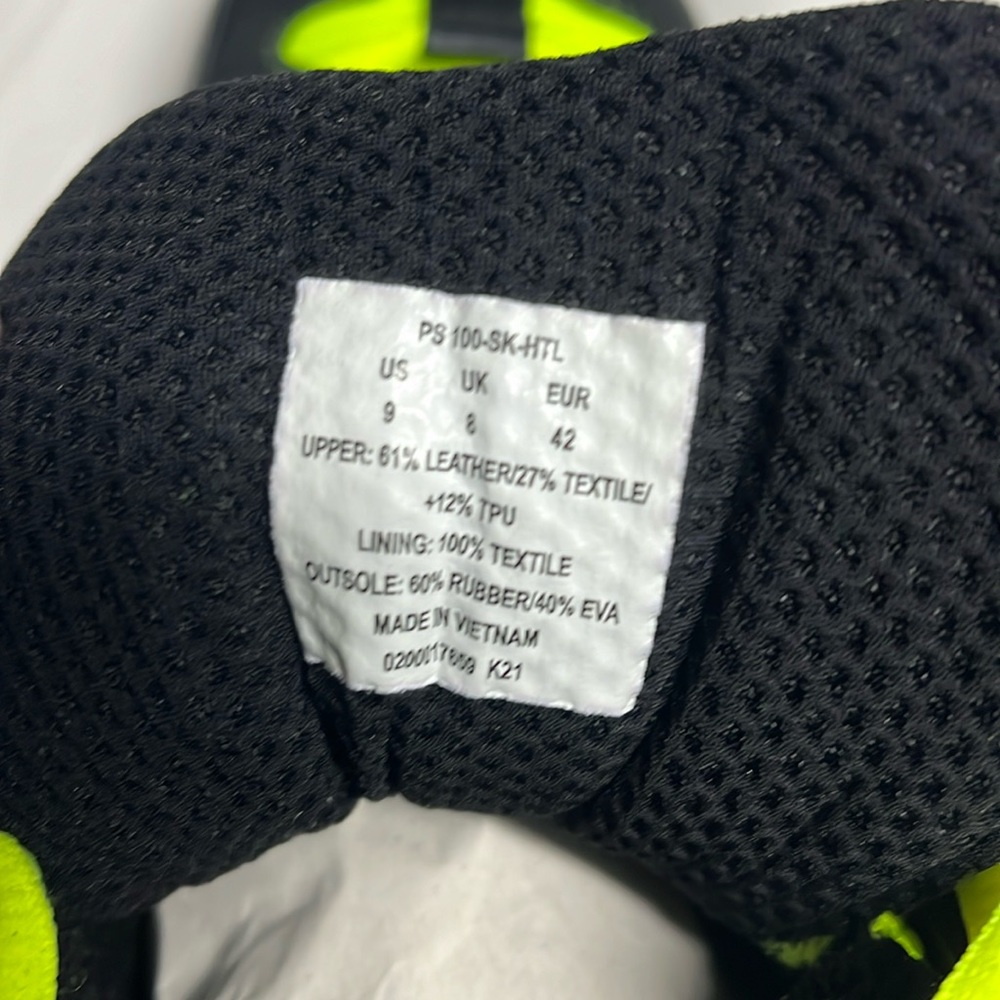 PS 100-SK-HTL
US UK EUR
9 8 42
UPPER: 61% LEATHER/27% TEXTILE/
+12% TPU
LINING: 100% TEXTILE
OUTSOLE: 60% RUBBER/40% EVA
MADE IN VIETNAM
K21